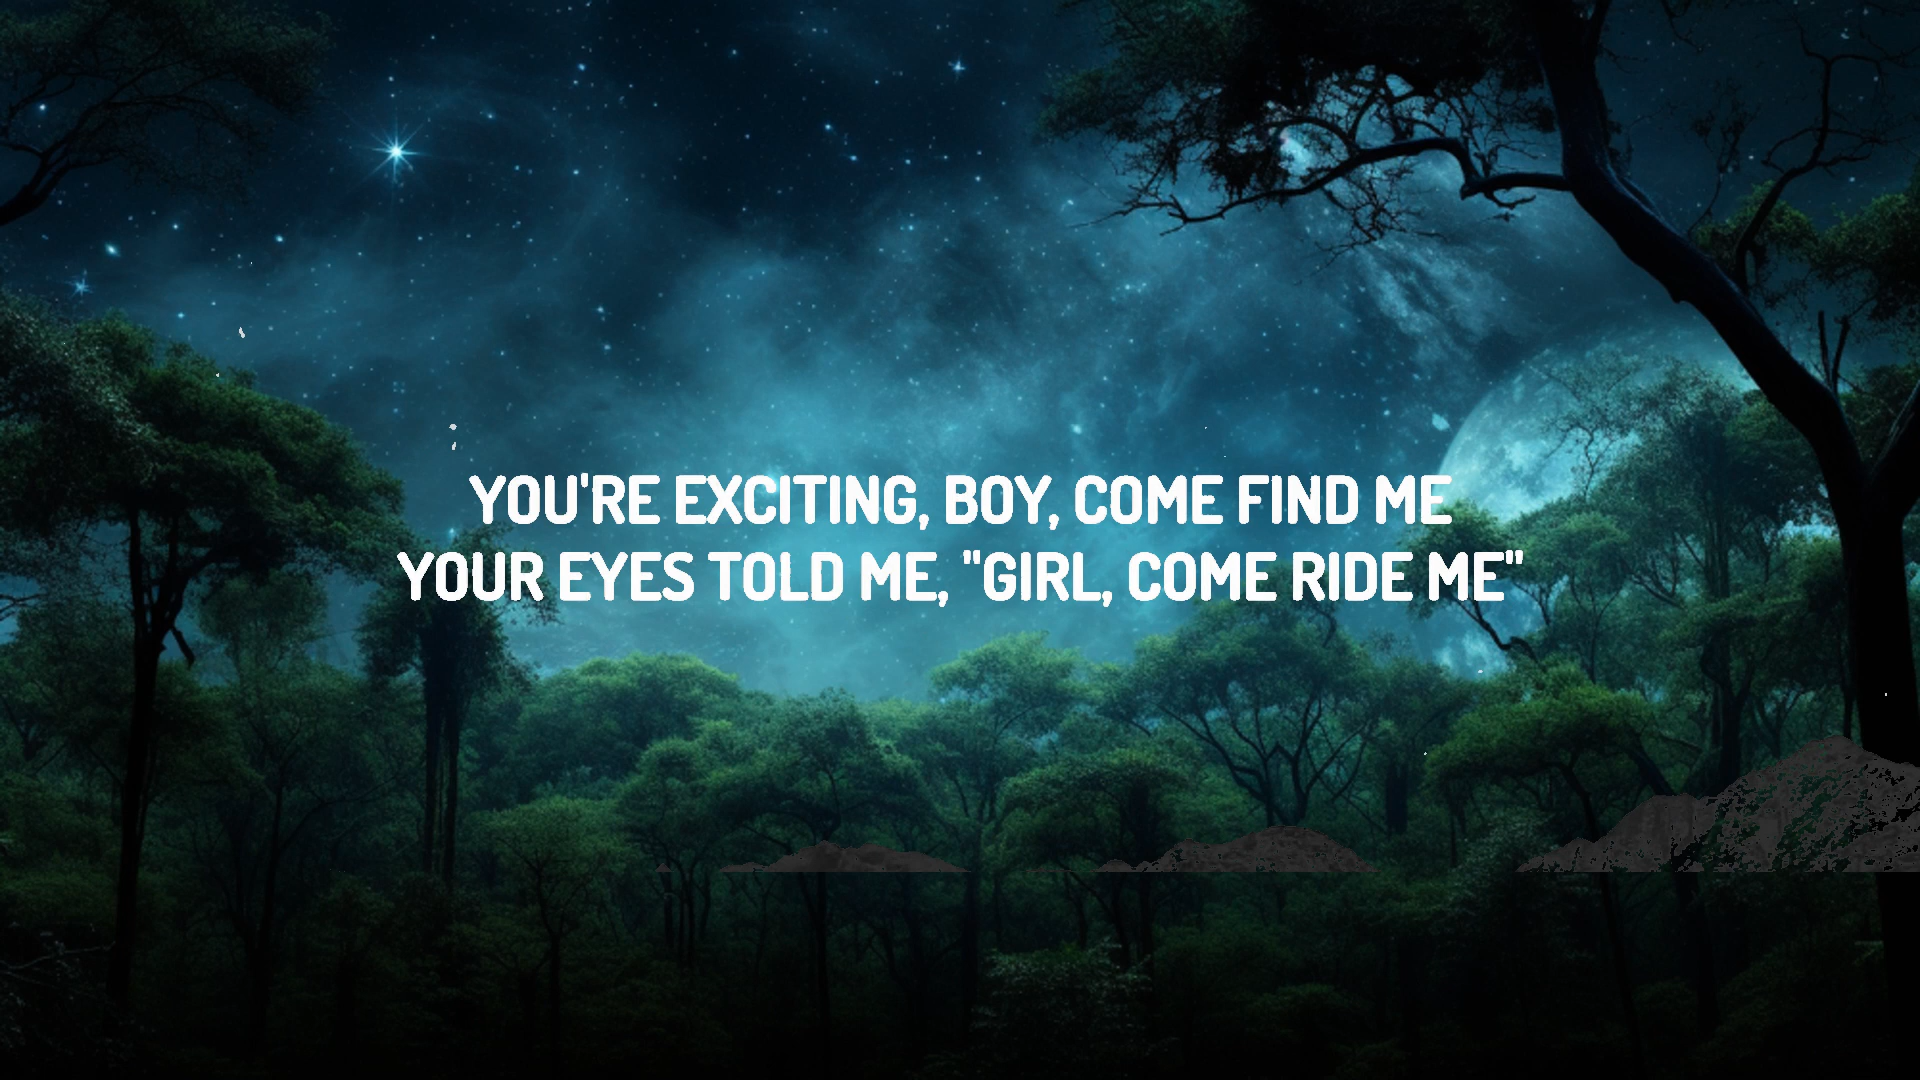 YOU'RE EXCITING, BOY, COME FIND ME
YOUR EYES TOLD ME, "GIRL, COME RIDE ME"